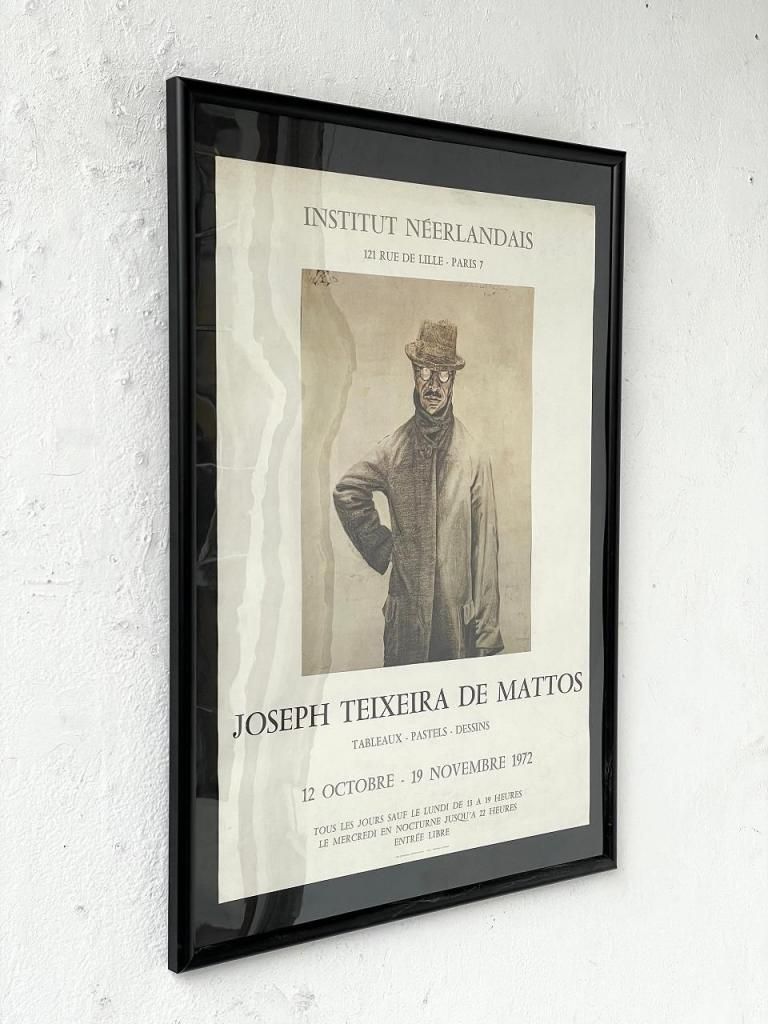 INSTITUT NÉERLANDAIS
121 RUE DE LILLE - PARIS 7
JOSEPH TEIXEIRA DE MATTOS
TABLEAUX - PASTELS - DESSINS
12 OCTOBRE - 19 NOVEMBRE 1972
TOUS LES JOURS SAUF LE LUNDI DE 13 A 19 HEURES
LE MERCREDI EN NOCTURNE JUSQU'A 22 HEURES
ENTRÉE LIBRE